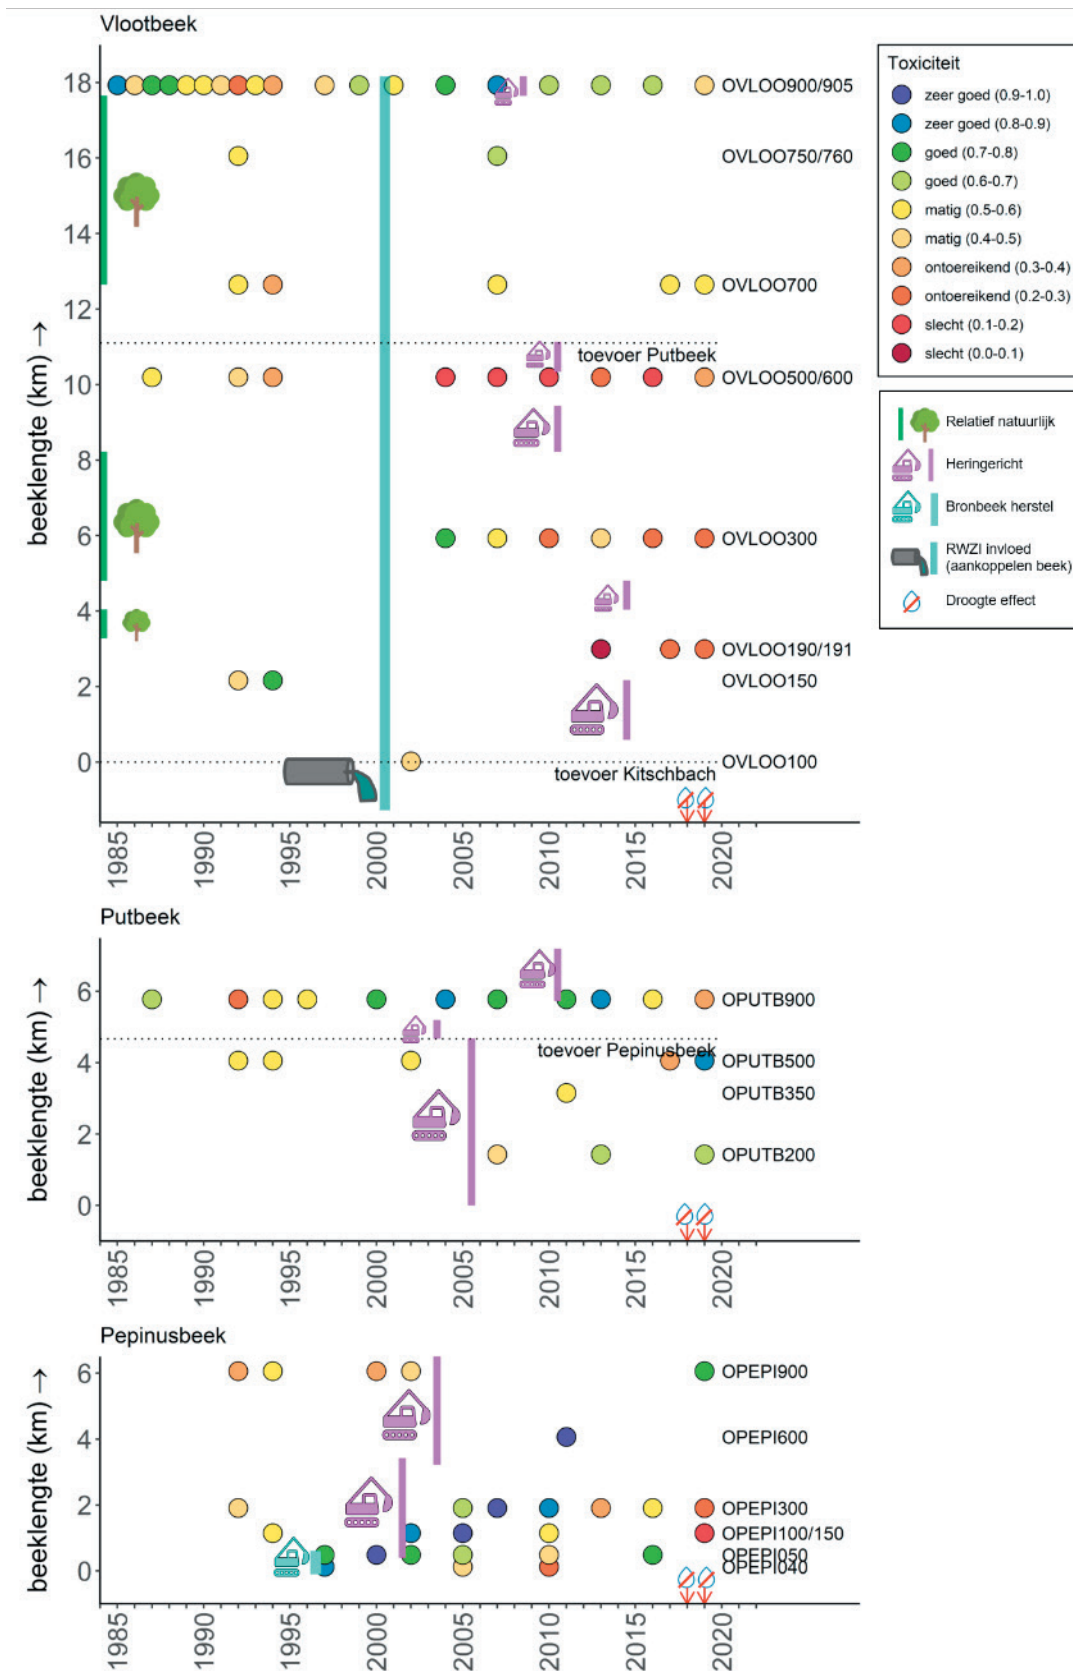 Vlootbeek
beeklengte (km) →
18
16
14
12
10
8
6
4
2
0
OVLOO900/905
OVLOO750/760
OVLOO700
toevoer Putbeek
OVLOO500/600
OVLOO300
OVLOO190/191
OVLOO150
OVLOO100
toevoer Kitschbach
1985
1990
1995
2000
2005
2010
2015
2020
Toxiciteit
zeer goed (0.9-1.0)
zeer goed (0.8-0.9)
goed (0.7-0.8)
goed (0.6-0.7)
matig (0.5-0.6)
matig (0.4-0.5)
ontoereikend (0.3-0.4)
ontoereikend (0.2-0.3)
slecht (0.1-0.2)
slecht (0.0-0.1)
Relatief natuurlijk
Heringericht
Bronbeek herstel
RWZI invloed
(aankoppelen beek)
Droogte effect
Putbeek
beeklengte (km) →
6
4
2
0
OPUTB900
toevoer Pepinusbeek
OPUTB500
OPUTB350
OPUTB200
1985
1990
1995
2000
2005
2010
2015
2020
Pepinusbeek
beeklengte (km) →
6
4
2
0
OPEPI900
OPEPI600
OPEPI300
OPEPI100/150
OPEPI050
OPEPI040
1985
1990
1995
2000
2005
2010
2015
2020